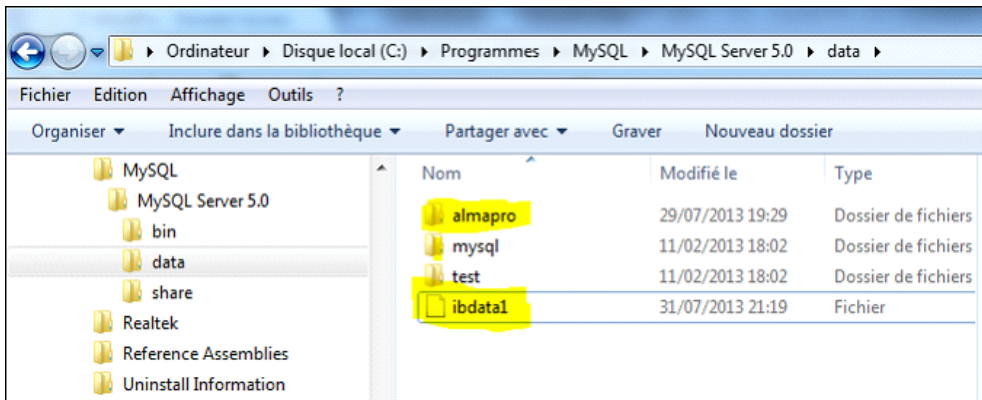 Ordinateur ▸ Disque local (C:) ▸ Programmes ▸ MySQL ▸ MySQL Server 5.0 ▸ data ▸
Fichier Edition Affichage Outils ?
Organiser ▾ Inclure dans la bibliothèque ▾ Partager avec ▾ Graver Nouveau dossier
MySQL
MySQL Server 5.0
bin
data
share
Realtek
Reference Assemblies
Uninstall Information
Nom Modifié le Type
almapro 29/07/2013 19:29 Dossier de fichiers
mysql 11/02/2013 18:02 Dossier de fichiers
test 11/02/2013 18:02 Dossier de fichiers
ibdata1 31/07/2013 21:19 Fichier